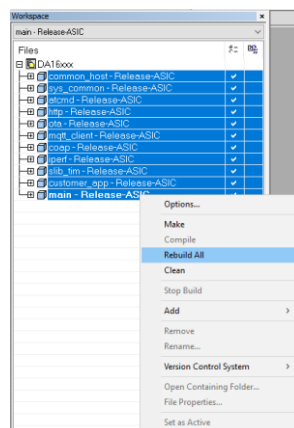 Workspace
main - Release-ASIC
Files
DA16xxx
common_host - Release-ASIC
sys_common - Release-ASIC
atcmd - Release-ASIC
http - Release-ASIC
ota - Release-ASIC
mqtt_client - Release-ASIC
coap - Release-ASIC
iperf - Release-ASIC
slib_tim - Release-ASIC
customer_app - Release-ASIC
main - Release-ASIC
Options...
Make
Compile
Rebuild All
Clean
Stop Build
Add
Remove
Rename...
Version Control System
Open Containing Folder...
File Properties...
Set as Active